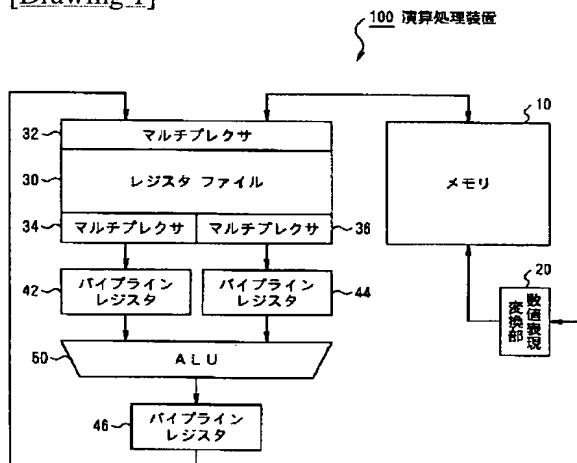 [Drawing 1]
100 演算処理装置
32 マルチプレクサ
10
30 レジスタ ファイル
メモリ
34 マルチプレクサ マルチプレクサ 36
42 パイプライン
レジスタ
パイプライン
レジスタ 44
20
数値表現
変換部
50 ALU
46 パイプライン
レジスタ